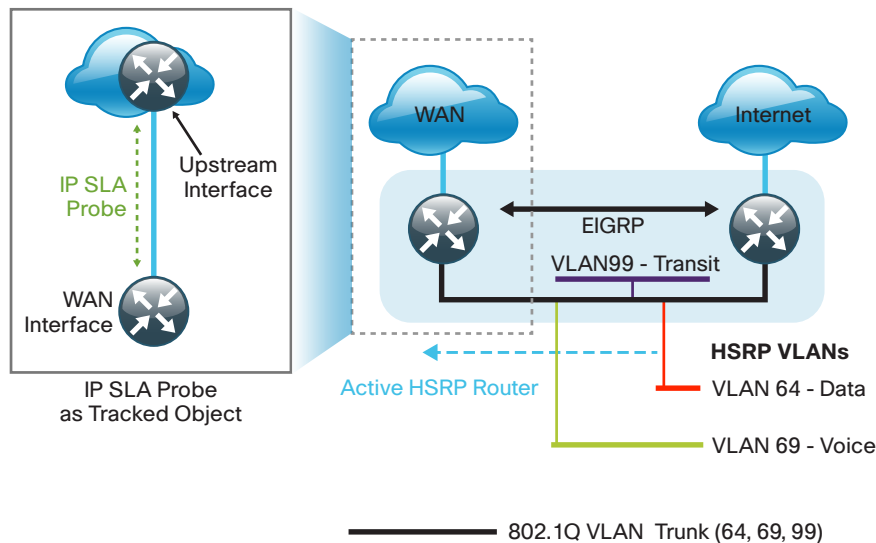 Upstream
Interface
IP SLA
Probe
WAN
Interface
IP SLA Probe
as Tracked Object
WAN
Internet
EIGRP
VLAN99 - Transit
HSRP VLANs
Active HSRP Router
VLAN 64 - Data
VLAN 69 - Voice
802.1Q VLAN Trunk (64, 69, 99)